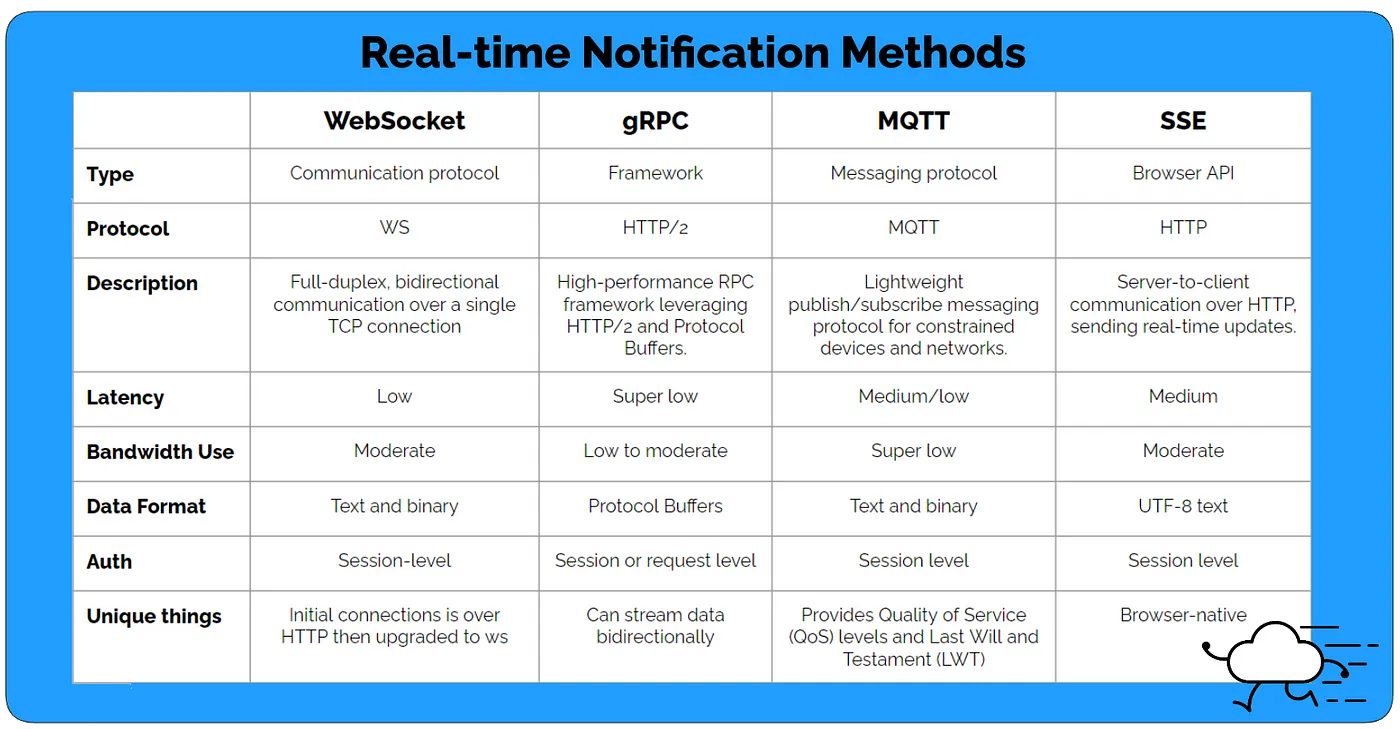 Real-time Notification Methods
WebSocket gRPC MQTT SSE
Type Communication protocol Framework Messaging protocol Browser API
Protocol WS HTTP/2 MQTT HTTP
Description Full-duplex, bidirectional High-performance RPC Lightweight Server-to-client
communication over a single framework leveraging publish/subscribe messaging communication over HTTP,
TCP connection HTTP/2 and Protocol protocol for constrained sending real-time updates.
Buffers. devices and networks.
Latency Low Super low Medium/low Medium
Bandwidth Use Moderate Low to moderate Super low Moderate
Data Format Text and binary Protocol Buffers Text and binary UTF-8 text
Auth Session-level Session or request level Session level Session level
Unique things Initial connections is over Can stream data Provides Quality of Service Browser-native
HTTP then upgraded to ws bidirectionally (QoS) levels and Last Will and
Testament (LWT)